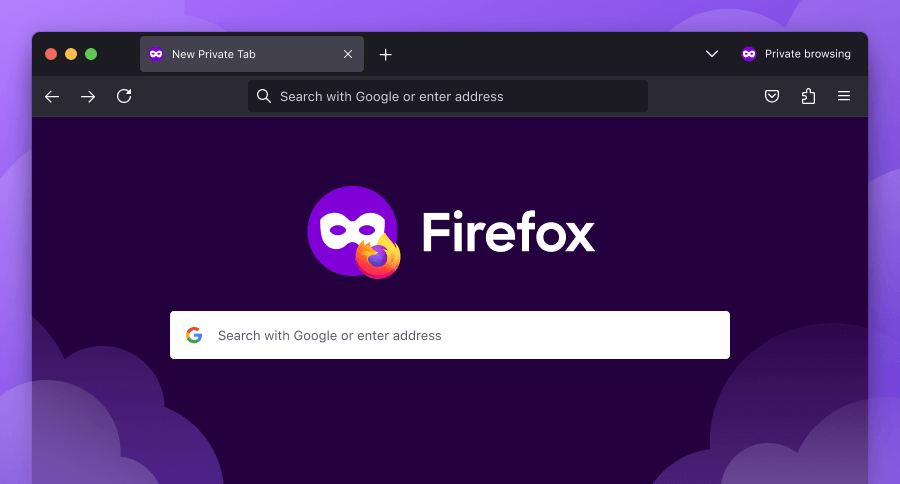 New Private Tab
Private browsing
Search with Google or enter address
Firefox
Search with Google or enter address